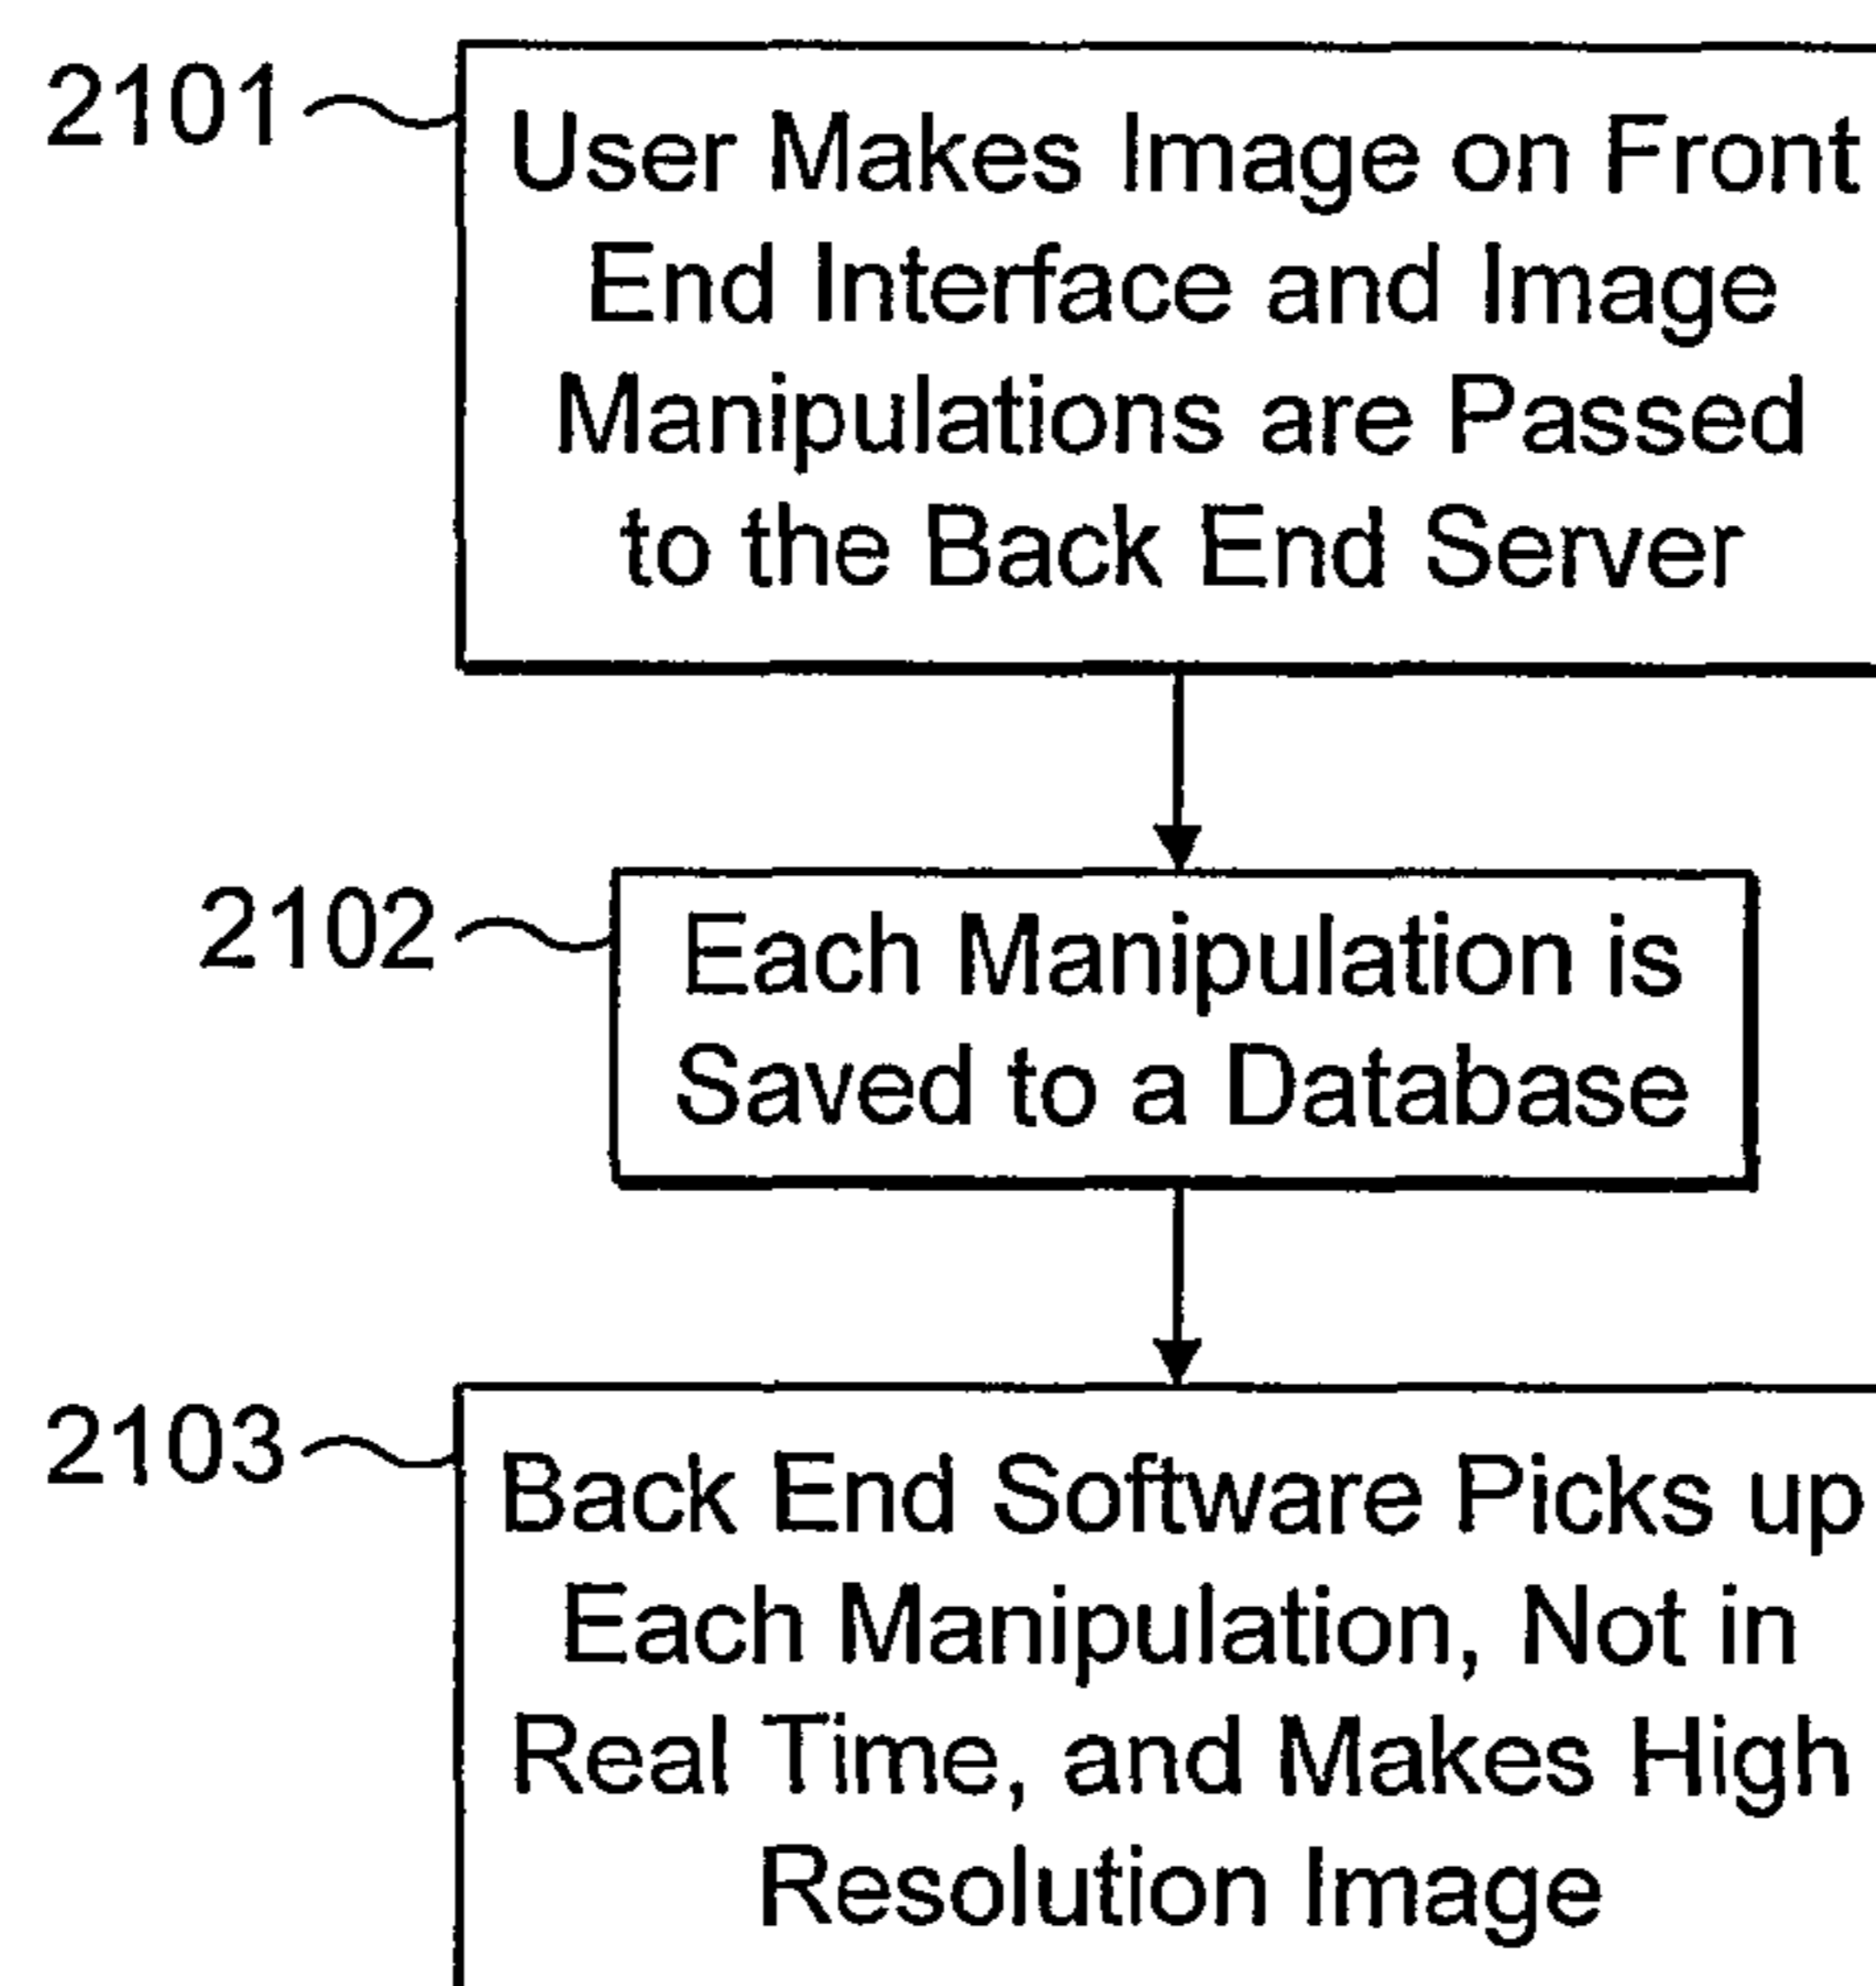 2101
User Makes Image on Front
End Interface and Image
Manipulations are Passed
to the Back End Server
2102
Each Manipulation is
Saved to a Database
2103
Back End Software Picks up
Each Manipulation, Not in
Real Time, and Makes High
Resolution Image